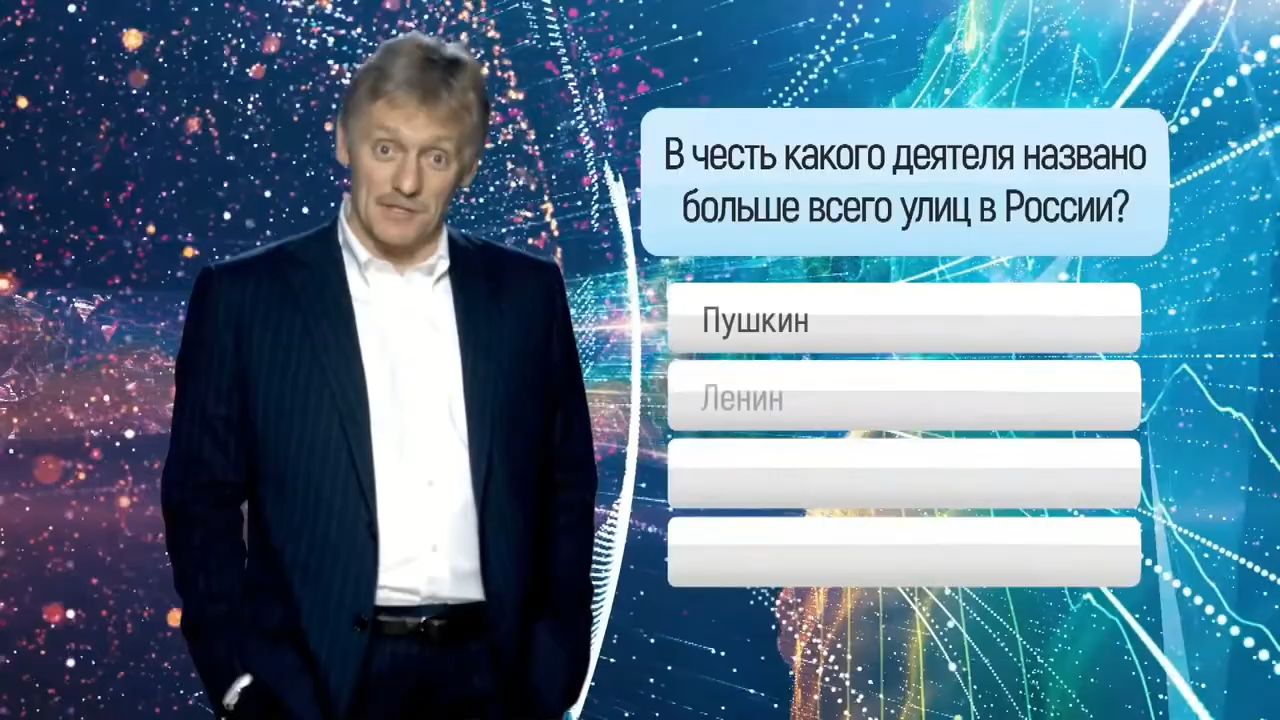 В честь какого деятеля названо
больше всего улиц в России?
Пушкин
Ленин